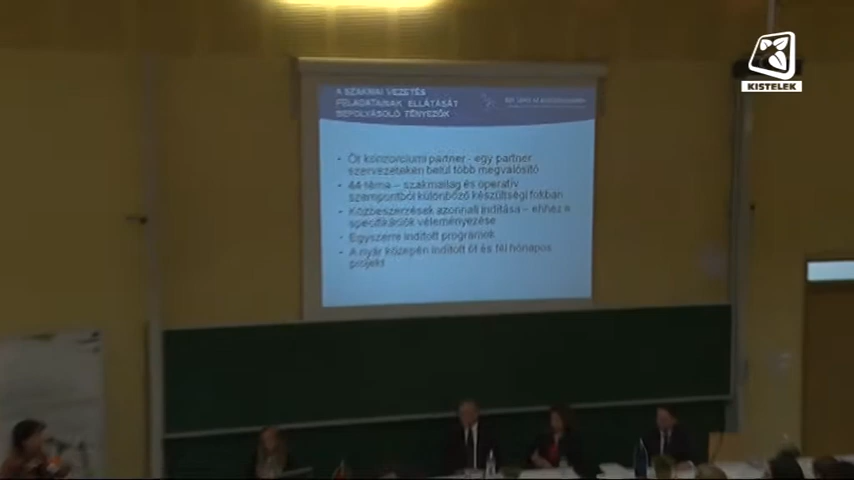 KISTELEK
A SZAKMAI VEZETÉS
FELADATAINAK ELLÁTÁSÁT
BEFOLYÁSOLÓ TÉNYEZŐK
• Öt konzorciumi partner - egy partner
szervezeteken belül több megvalósító
• 44 téma – szakmailag és operatív
szempontból különböző készültségi fokban
• Közbeszerzések azonnali indítása – ehhez a
specifikációk véleményezése
• Egyszerre indított programok
• A nyár közepén indított öt és fél hónapos
projekt